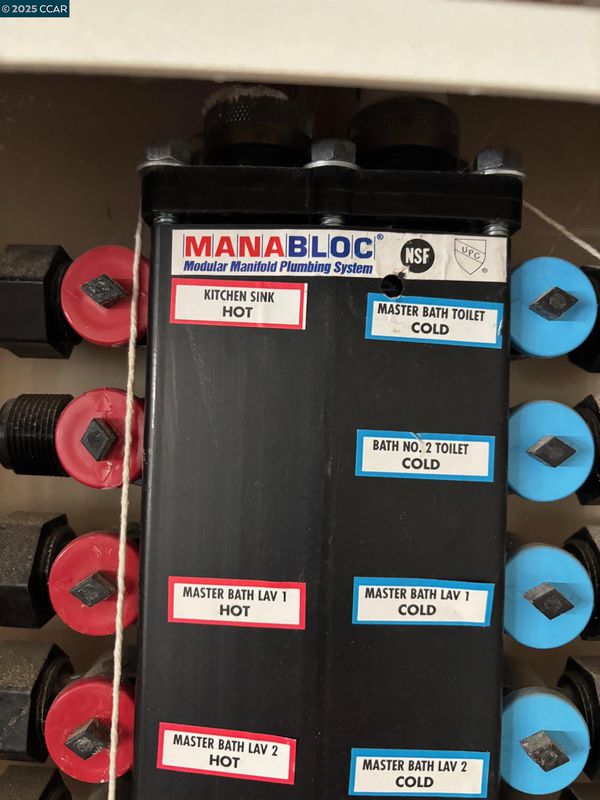 © 2025 CCAR
MANABLOC®
Modular Manifold Plumbing System
NSF
UPC
®
KITCHEN SINK
HOT
MASTER BATH TOILET
COLD
BATH NO. 2 TOILET
COLD
MASTER BATH LAV 1
HOT
MASTER BATH LAV 1
COLD
MASTER BATH LAV 2
HOT
MASTER BATH LAV 2
COLD